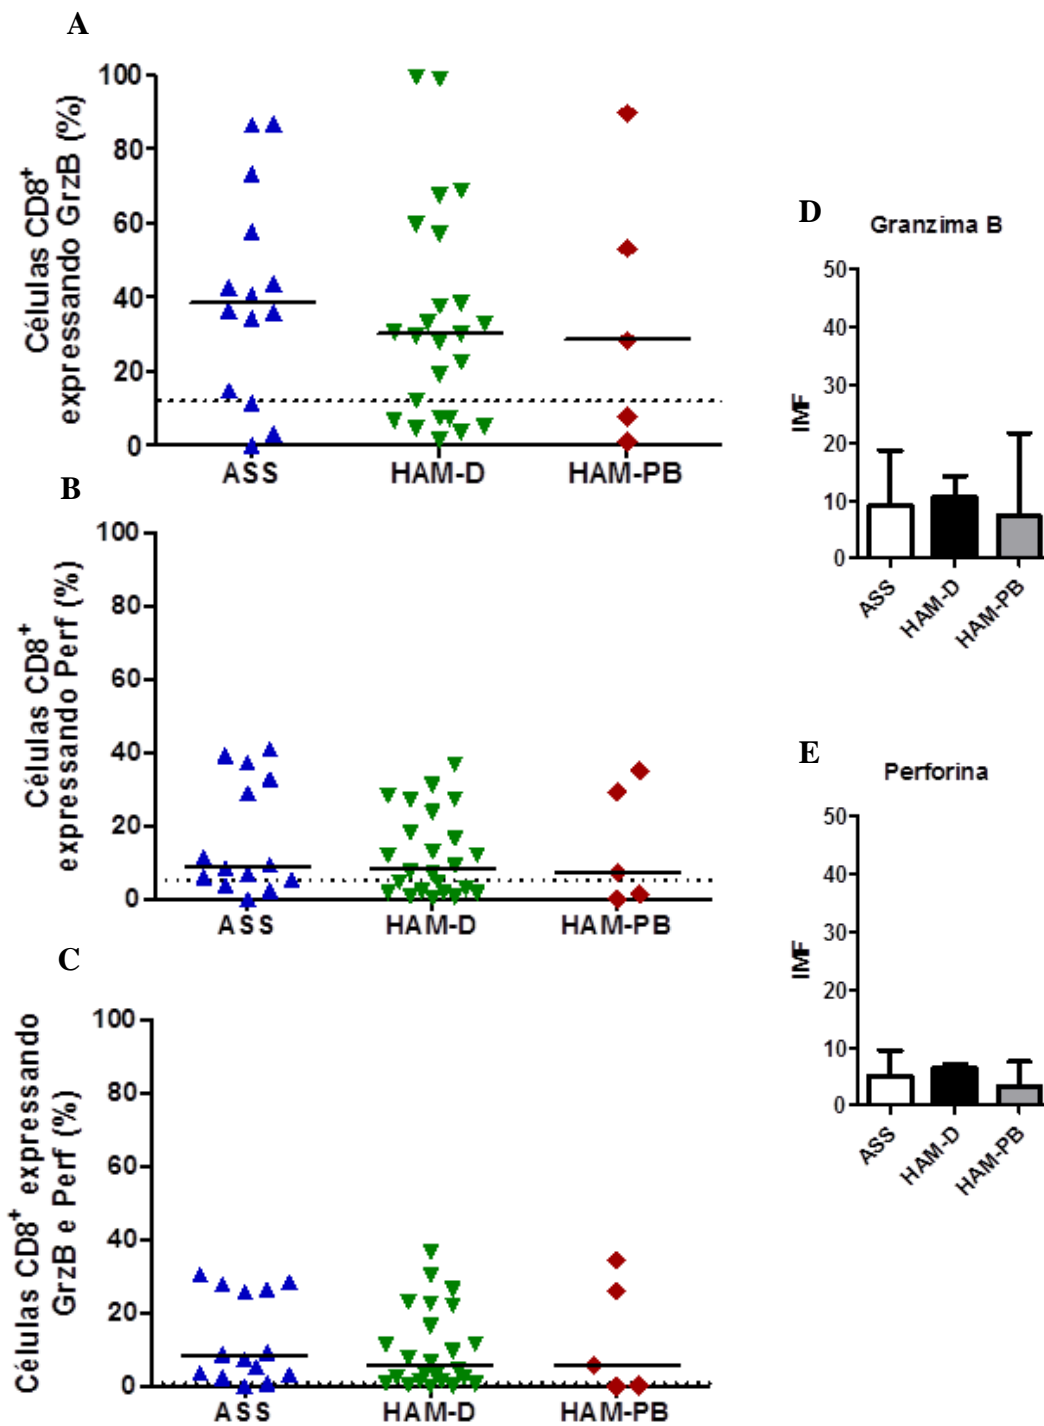 A
Células CD8⁺
expressando GrzB (%)
100
80
60
40
20
0
ASS HAM-D HAM-PB
B
Células CD8⁺
expressando Perf (%)
100
80
60
40
20
0
ASS HAM-D HAM-PB
C
Células CD8⁺ expressando
GrzB e Perf (%)
100
80
60
40
20
0
ASS HAM-D HAM-PB
D
Granzima B
IMF
50
40
30
20
10
0
ASS
HAM-D
HAM-PB
E
Perforina
IMF
50
40
30
20
10
0
ASS
HAM-D
HAM-PB